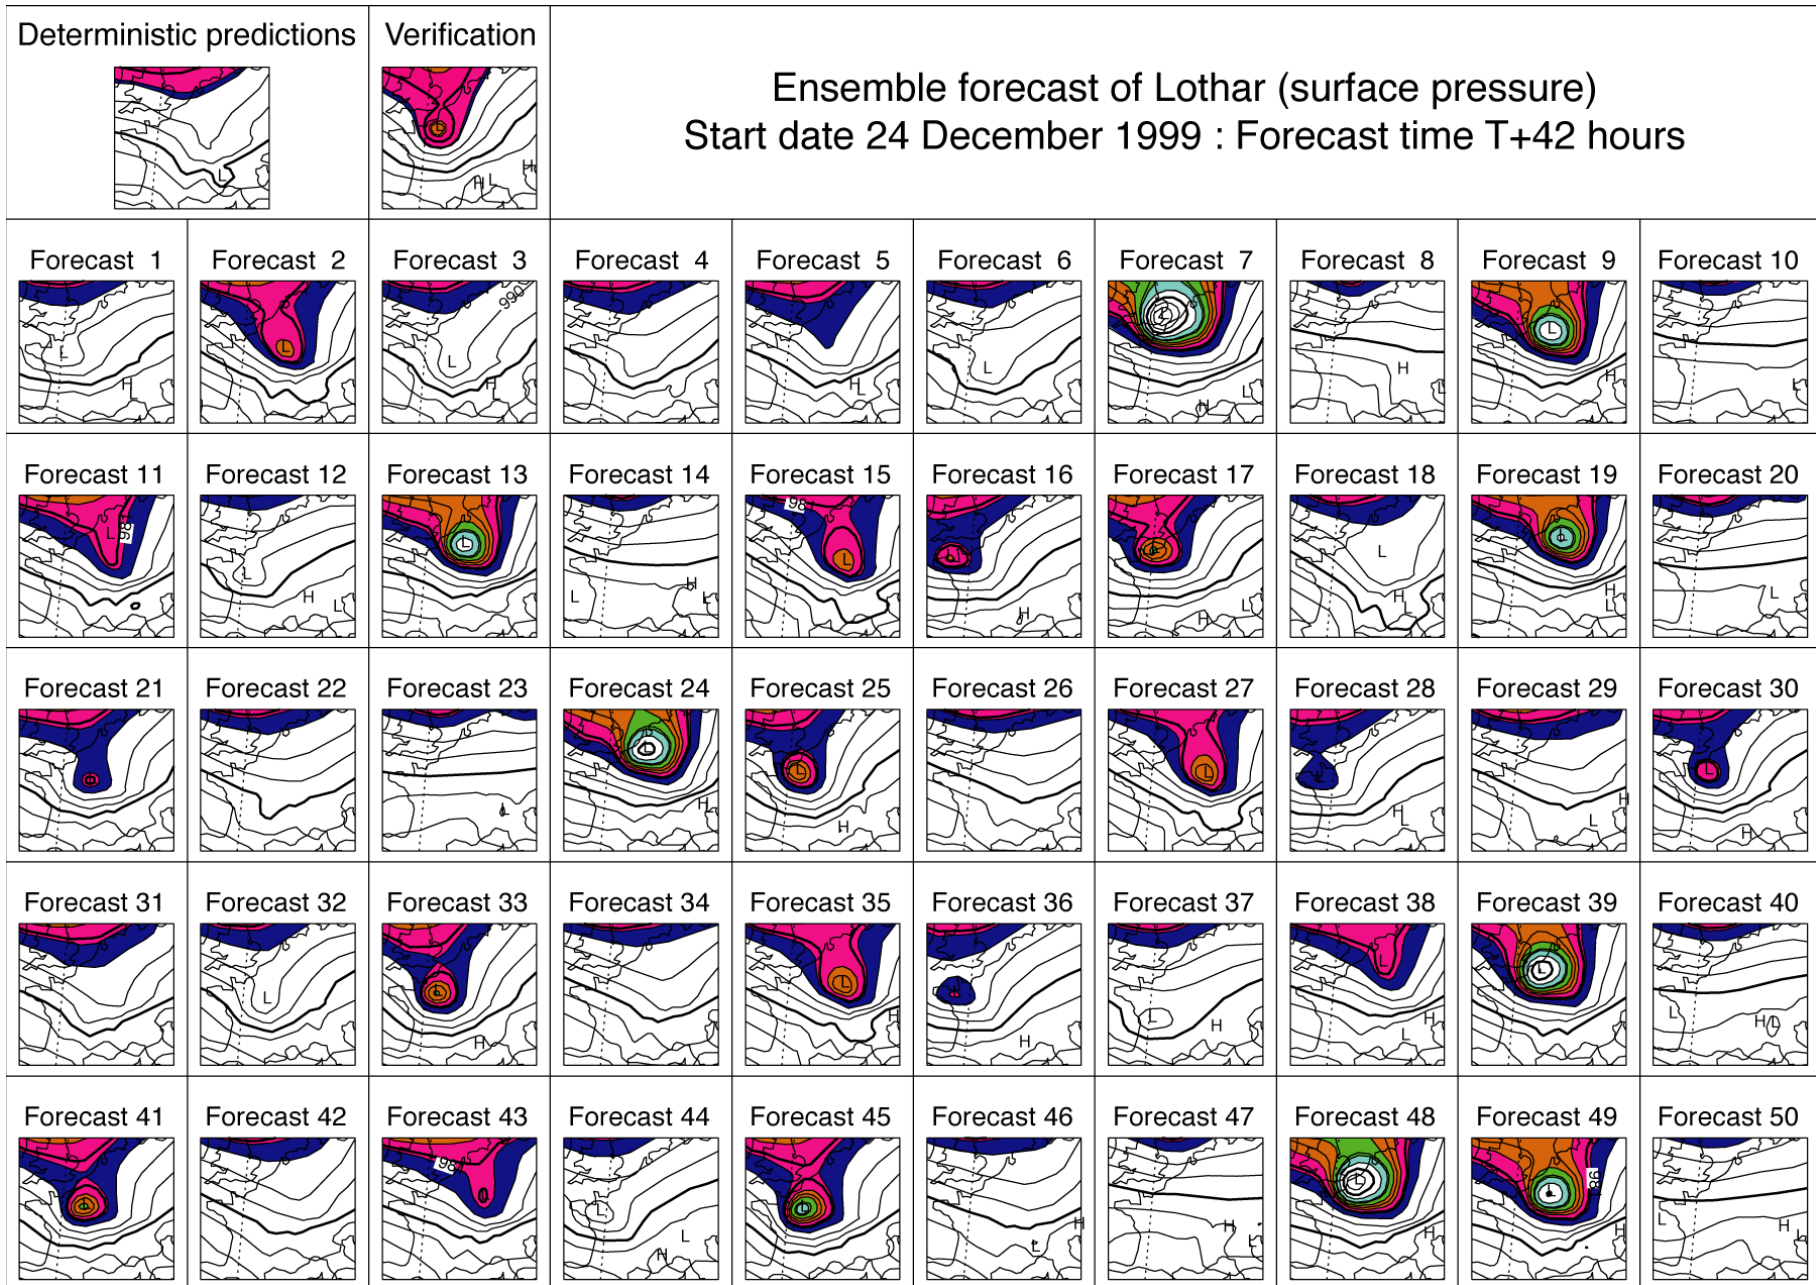 Deterministic predictions
Verification
Ensemble forecast of Lothar (surface pressure)
Start date 24 December 1999 : Forecast time T+42 hours
Forecast 1
Forecast 2
Forecast 3
Forecast 4
Forecast 5
Forecast 6
Forecast 7
Forecast 8
Forecast 9
Forecast 10
Forecast 11
Forecast 12
Forecast 13
Forecast 14
Forecast 15
Forecast 16
Forecast 17
Forecast 18
Forecast 19
Forecast 20
Forecast 21
Forecast 22
Forecast 23
Forecast 24
Forecast 25
Forecast 26
Forecast 27
Forecast 28
Forecast 29
Forecast 30
Forecast 31
Forecast 32
Forecast 33
Forecast 34
Forecast 35
Forecast 36
Forecast 37
Forecast 38
Forecast 39
Forecast 40
Forecast 41
Forecast 42
Forecast 43
Forecast 44
Forecast 45
Forecast 46
Forecast 47
Forecast 48
Forecast 49
Forecast 50